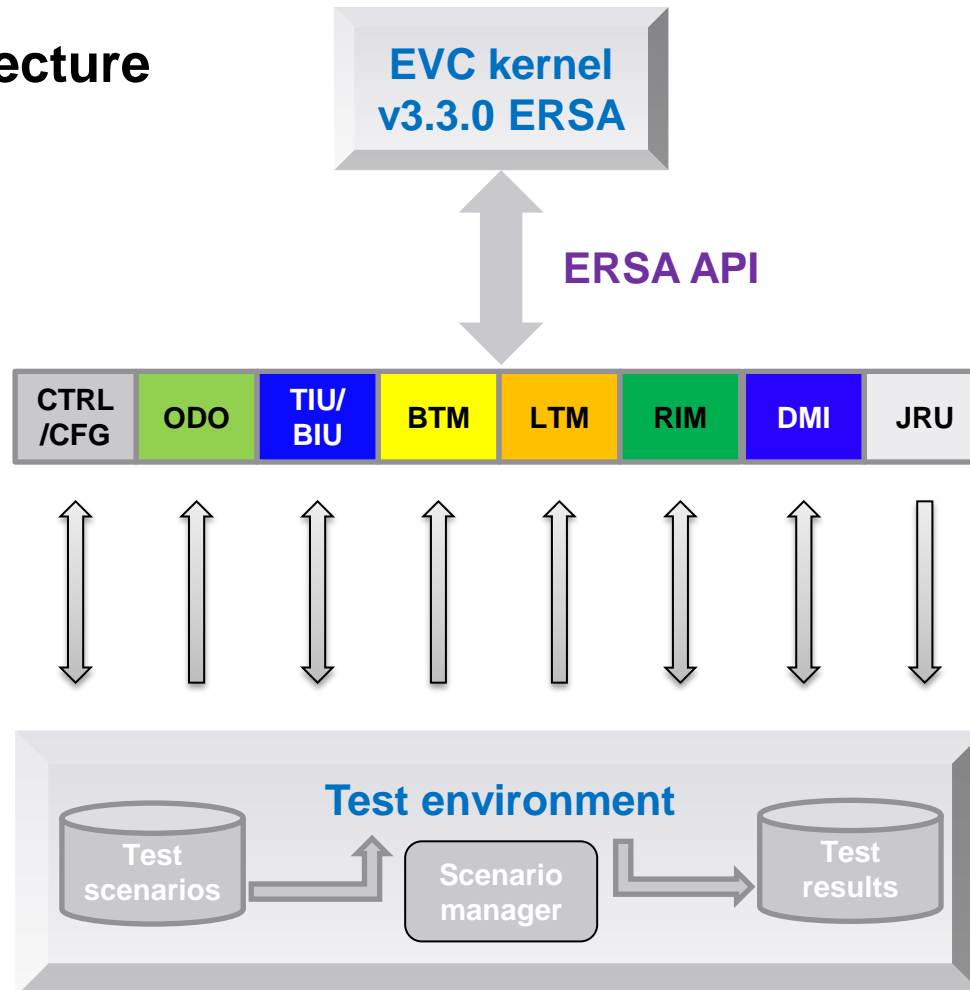 ecture
EVC kernel
v3.3.0 ERSA
ERSA API
CTRL
/CFG
ODO
TIU/
BIU
BTM
LTM
RIM
DMI
JRU
Test environment
Test
scenarios
Scenario
manager
Test
results